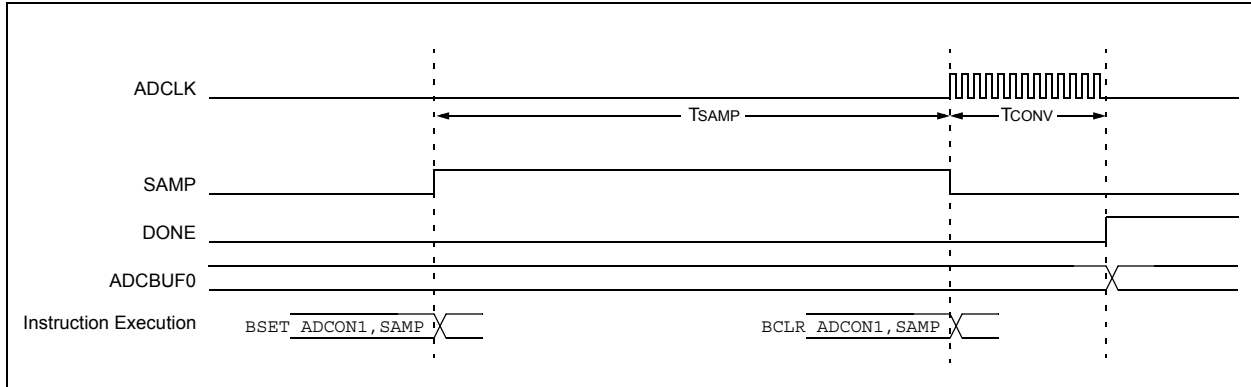 ADCLK
TSAMP TCONV
SAMP
DONE
ADCBUF0
Instruction Execution BSET ADCON1,SAMP BCLR ADCON1,SAMP